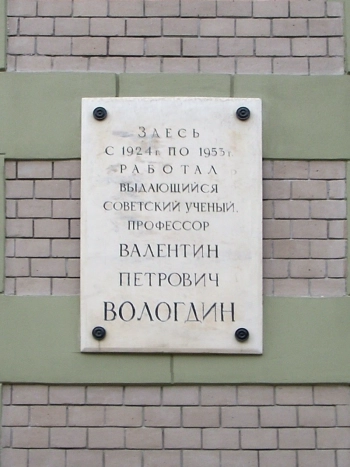 ЗДЕСЬ
С 1924г. ПО 1953г.
РАБОТАЛ
ВЫДАЮЩИЙСЯ
СОВЕТСКИЙ УЧЕНЫЙ,
ПРОФЕССОР
ВАЛЕНТИН
ПЕТРОВИЧ
ВОЛОГДИН